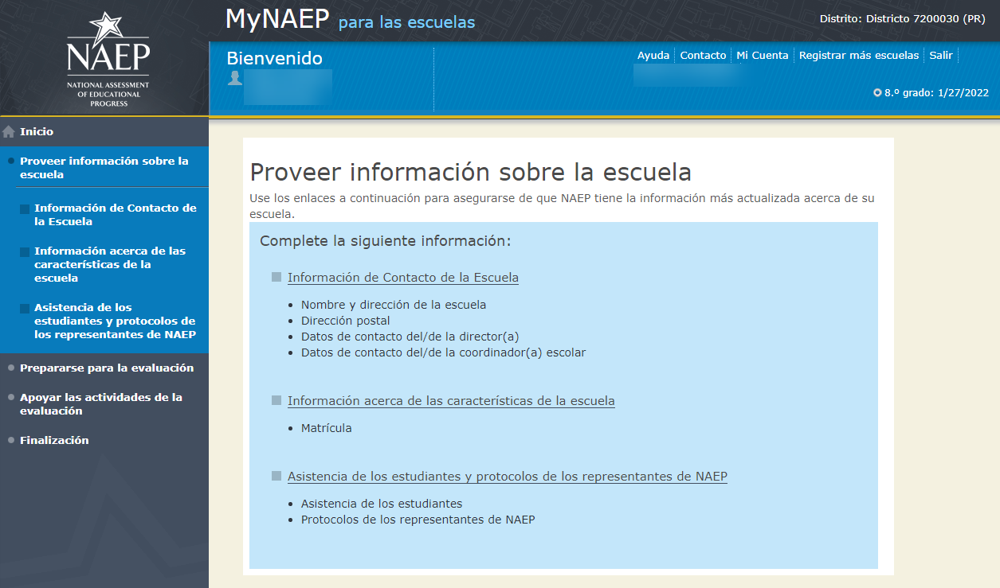 NAEP
NATIONAL ASSESSMENT
OF EDUCATIONAL
PROGRESS
MyNAEP para las escuelas
Distrito: Districto 7200030 (PR)
Bienvenido
Ayuda Contacto Mi Cuenta Registrar más escuelas Salir
8.º grado: 1/27/2022
Inicio
Proveer información sobre la
escuela
Información de Contacto de
la Escuela
Información acerca de las
características de la
escuela
Asistencia de los
estudiantes y protocolos de
los representantes de NAEP
Prepararse para la evaluación
Apoyar las actividades de la
evaluación
Finalización
Proveer información sobre la escuela
Use los enlaces a continuación para asegurarse de que NAEP tiene la información más actualizada acerca de su
escuela.
Complete la siguiente información:
Información de Contacto de la Escuela
• Nombre y dirección de la escuela
• Dirección postal
• Datos de contacto del/de la director(a)
• Datos de contacto del/de la coordinador(a) escolar
Información acerca de las características de la escuela
• Matrícula
Asistencia de los estudiantes y protocolos de los representantes de NAEP
• Asistencia de los estudiantes
• Protocolos de los representantes de NAEP